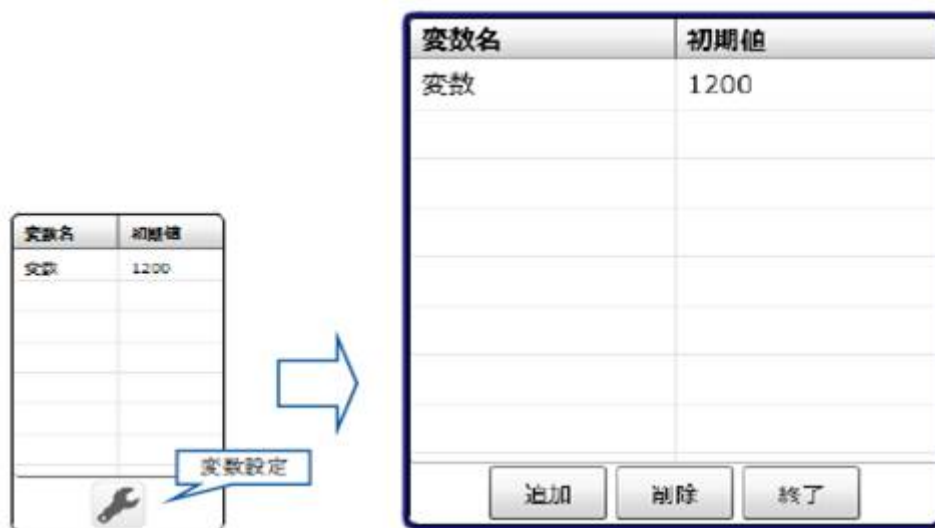 変数名 初期値
変数 1200
変数設定
変数名 初期値
変数 1200
追加 削除 終了